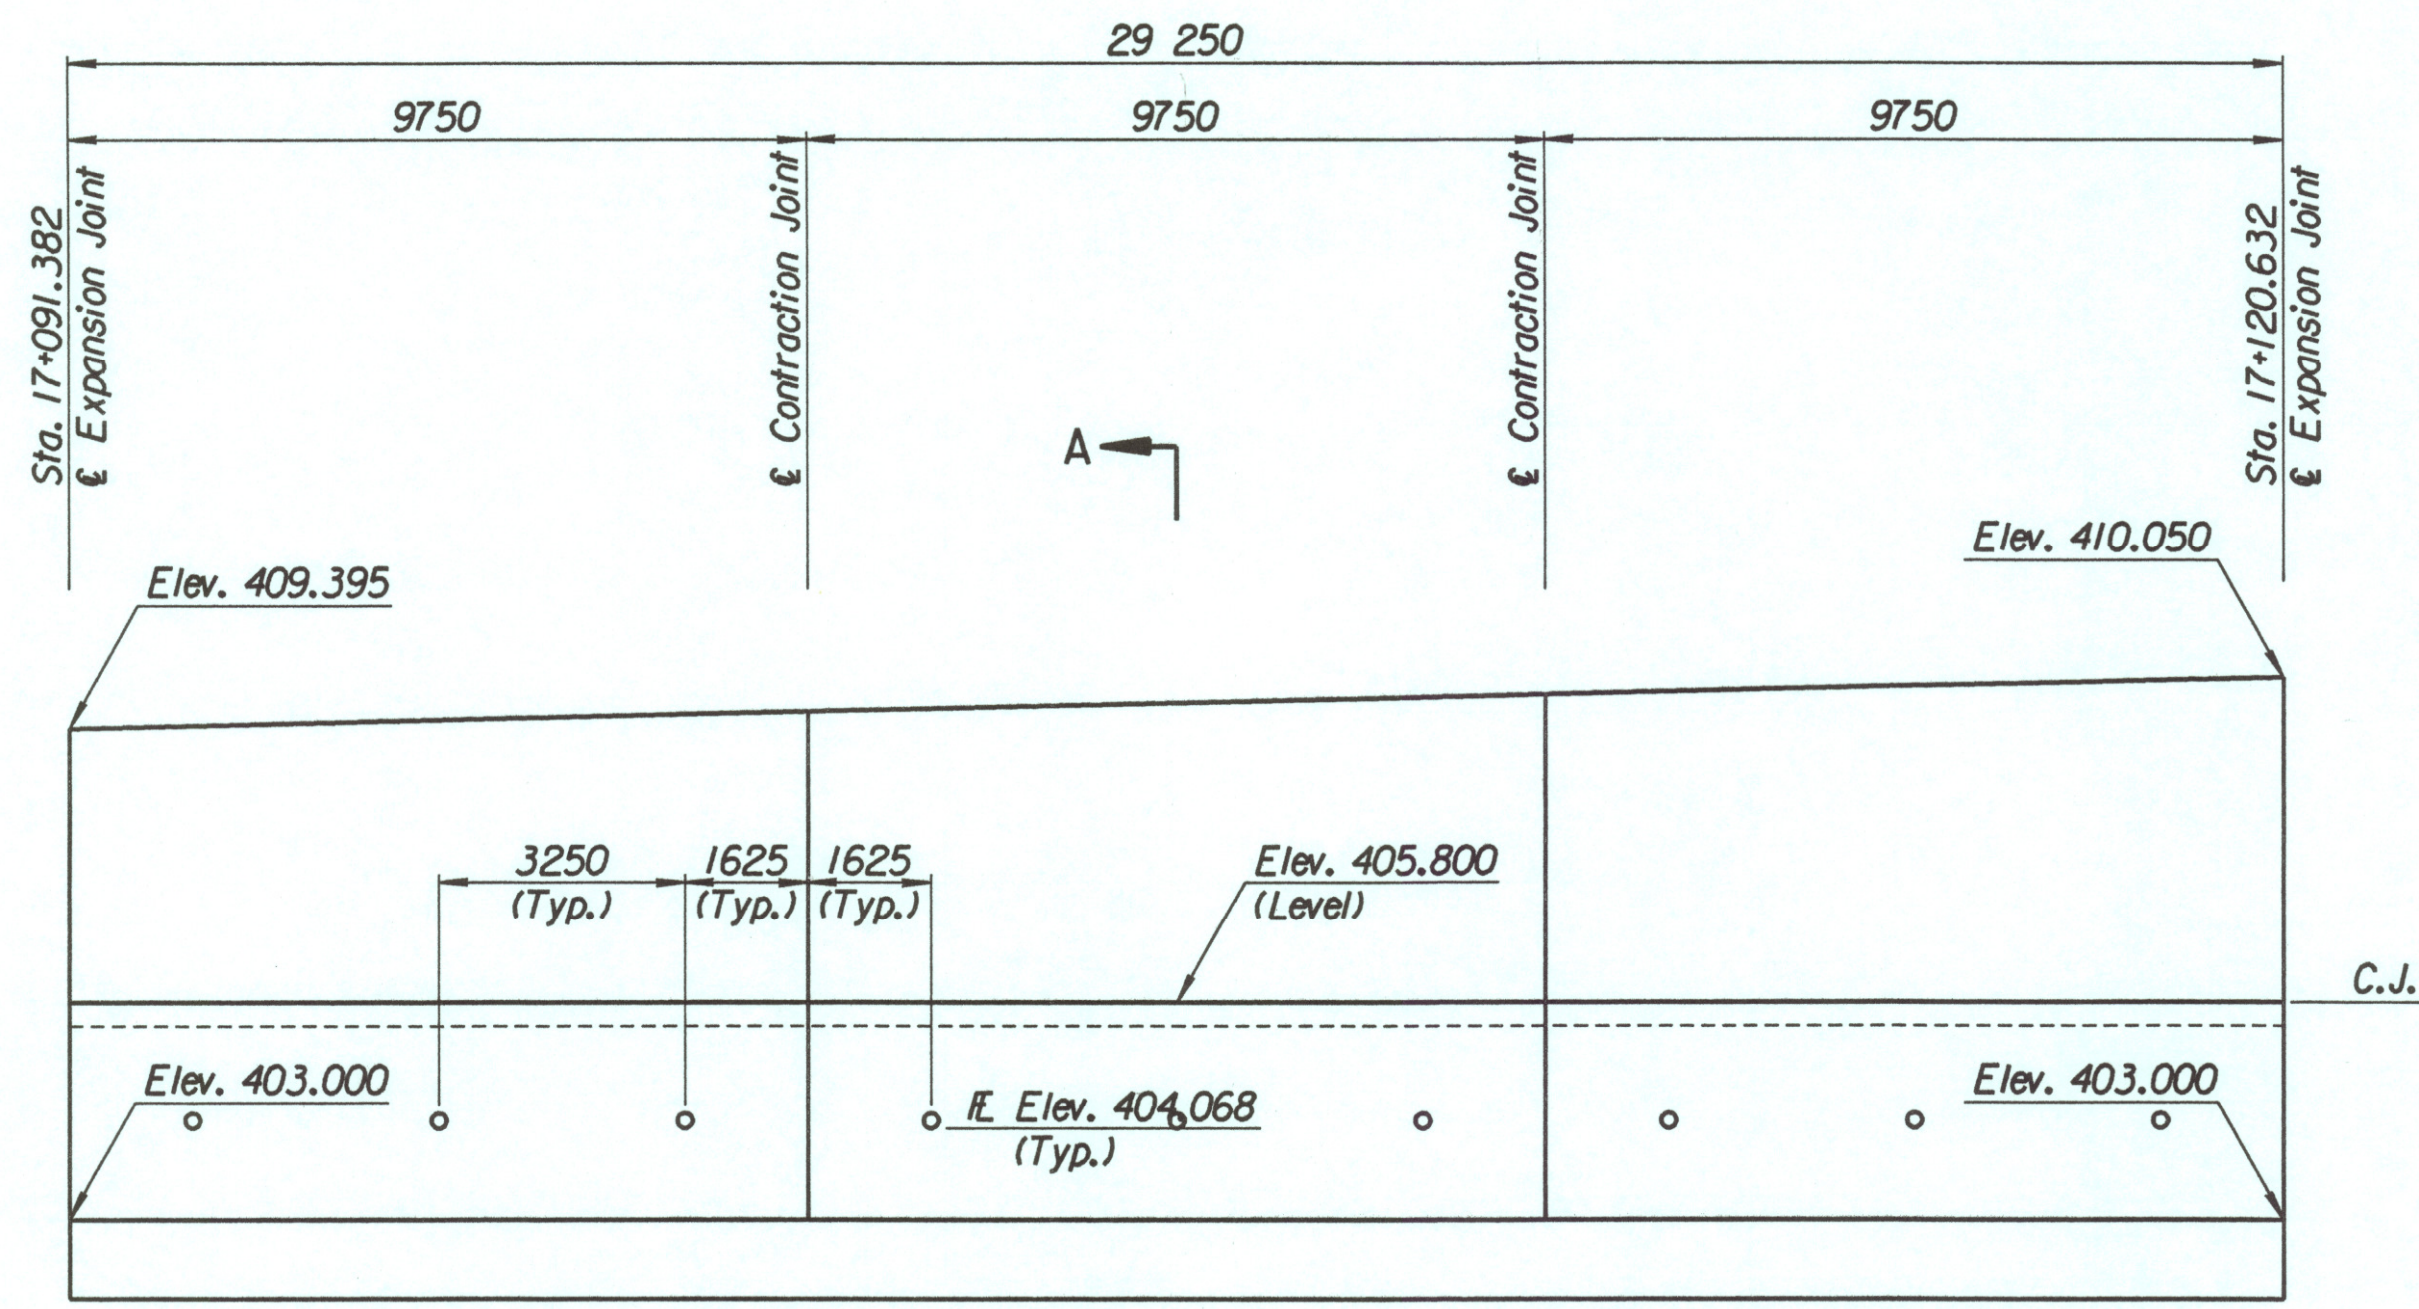 29 250
9750
9750
9750
Sta. 17+091.382
℄ Expansion Joint
℄ Contraction Joint
℄ Contraction Joint
Sta. 17+120.632
℄ Expansion Joint
A
Elev. 410.050
Elev. 409.395
3250
(Typ.)
1625
(Typ.)
1625
(Typ.)
Elev. 405.800
(Level)
C.J.
Elev. 403.000
Elev. 404.068
(Typ.)
Elev. 403.000